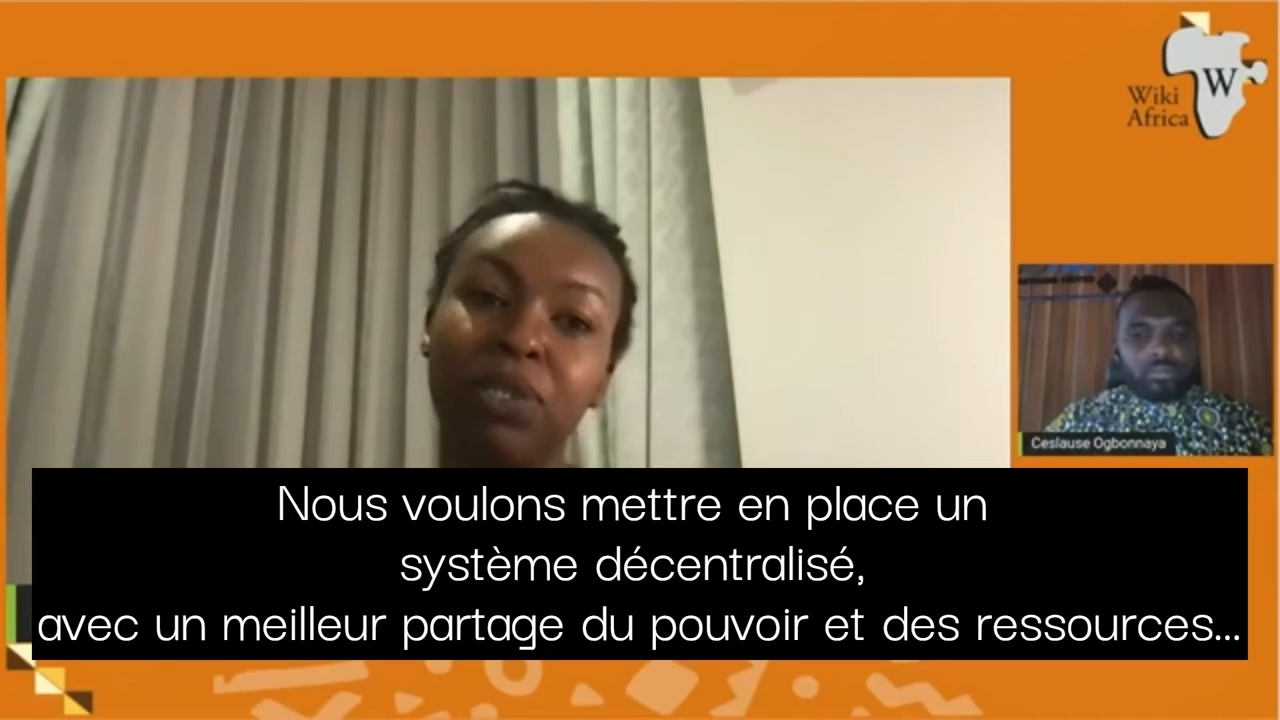 W
Wiki
Africa
Ceslause Ogbonnaya
Nous voulons mettre en place un
système décentralisé,
avec un meilleur partage du pouvoir et des ressources...